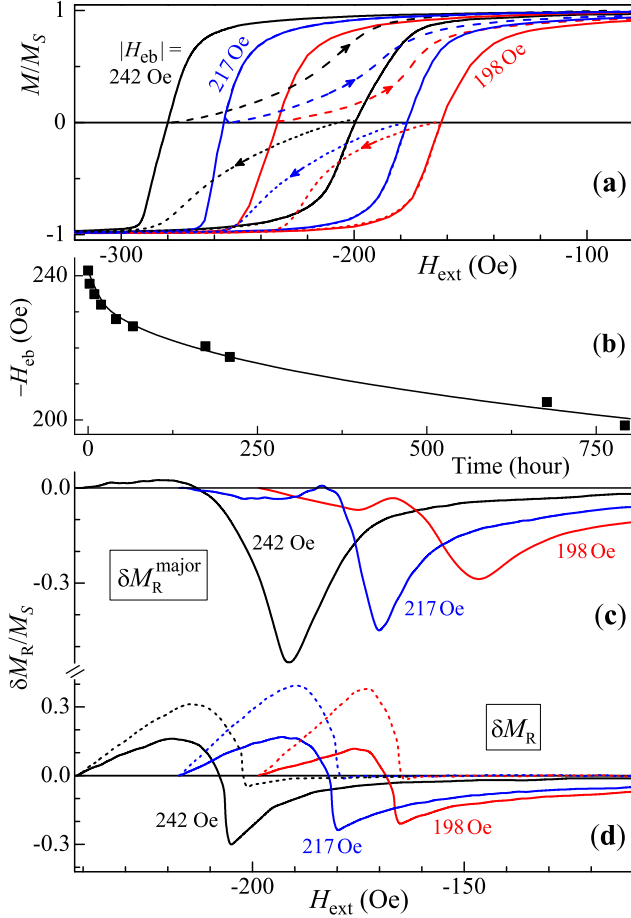 1
0
-1
M/M_S
|H_eb| =
242 Oe
217 Oe
198 Oe
(a)
-300
-200
-100
H_ext (Oe)
240
200
−H_eb (Oe)
(b)
0
250
500
750
Time (hour)
0.0
-0.3
242 Oe
217 Oe
198 Oe
δM_R^major
(c)
δM_R/M_S
0.3
0.0
-0.3
δM_R
242 Oe
217 Oe
198 Oe
(d)
-200
-150
H_ext (Oe)